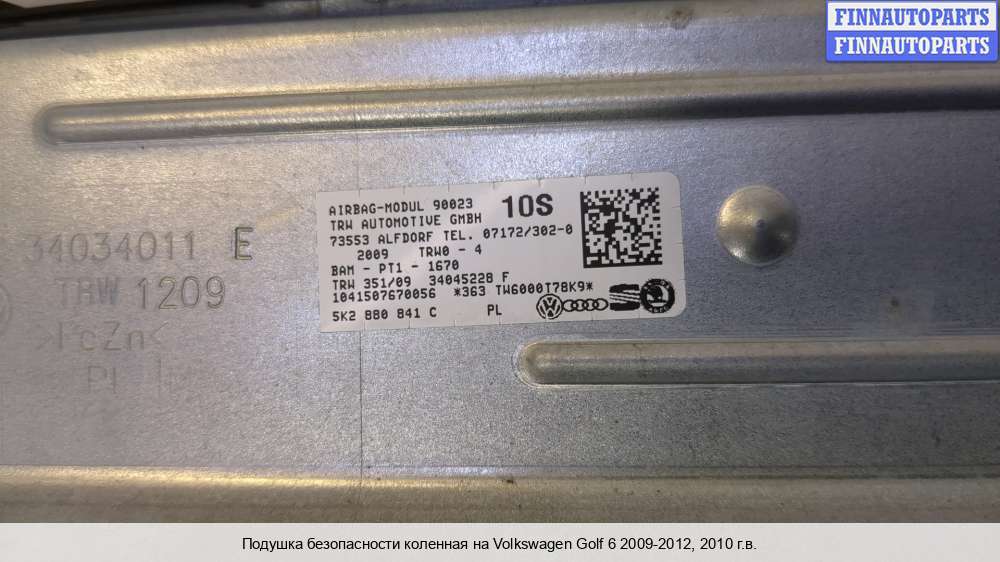 FINNAUTOPARTS
FINNAUTOPARTS
AIRBAG-MODUL 90023
10S
TRW AUTOMOTIVE GMBH
73553 ALFDORF TEL. 07172/302-0
2009 TRW0 - 4
BAM - PT1 - 1670
TRW 351/09 34045228 F
1041507670056 *363 TW6000T78K9*
5K2 880 841 C PL
34034011 E
TRW 1209
>FeZn<
Подушка безопасности коленная на Volkswagen Golf 6 2009-2012, 2010 г.в.